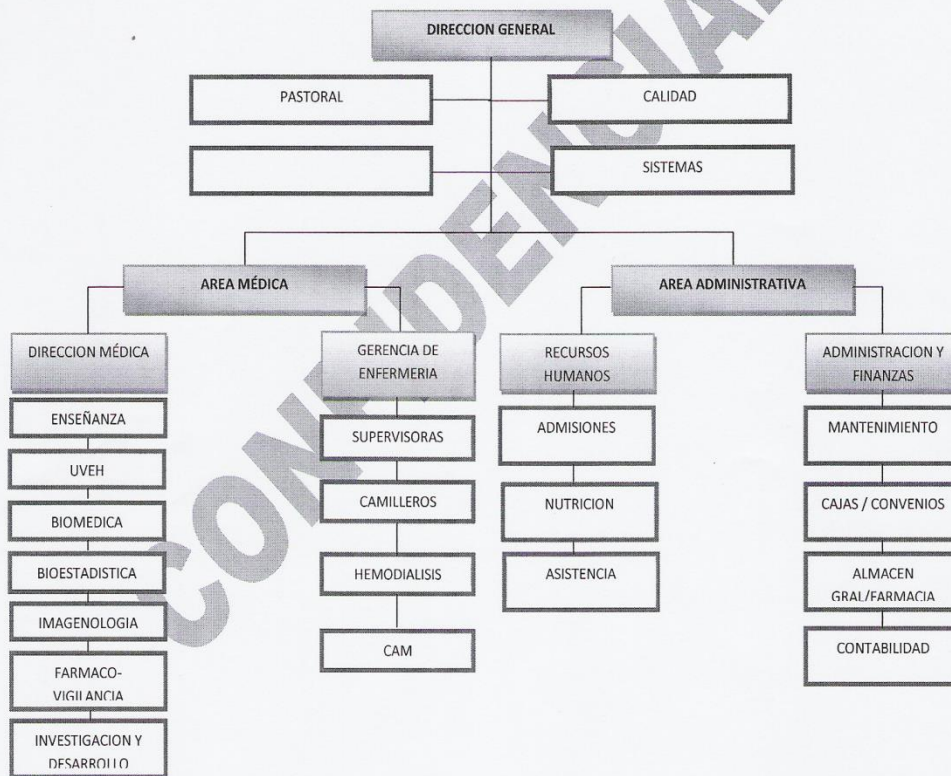 DIRECCION GENERAL
PASTORAL
CALIDAD
SISTEMAS
AREA MÉDICA
AREA ADMINISTRATIVA
DIRECCION MÉDICA
ENSEÑANZA
UVEH
BIOMEDICA
BIOESTADISTICA
IMAGENOLOGIA
FARMACO-
VIGILANCIA
INVESTIGACION Y
DESARROLLO
GERENCIA DE
ENFERMERIA
SUPERVISORAS
CAMILLEROS
HEMODIALISIS
CAM
RECURSOS
HUMANOS
ADMISIONES
NUTRICION
ASISTENCIA
ADMINISTRACION Y
FINANZAS
MANTENIMIENTO
CAJAS / CONVENIOS
ALMACEN
GRAL/FARMACIA
CONTABILIDAD
CONFIDENCIAL